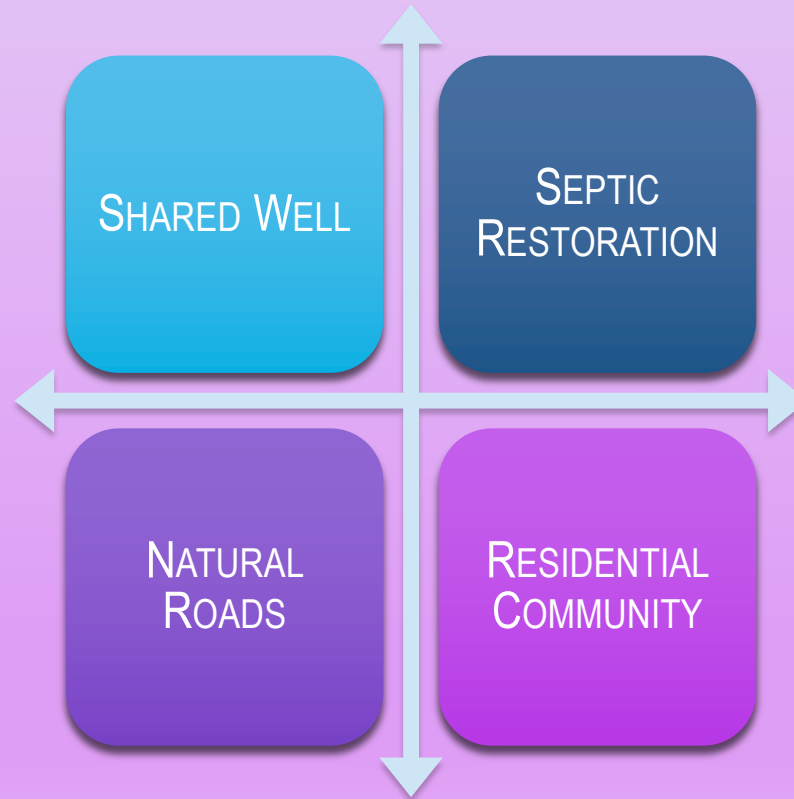 Shared Well
Septic
Restoration
Natural
Roads
Residential
Community